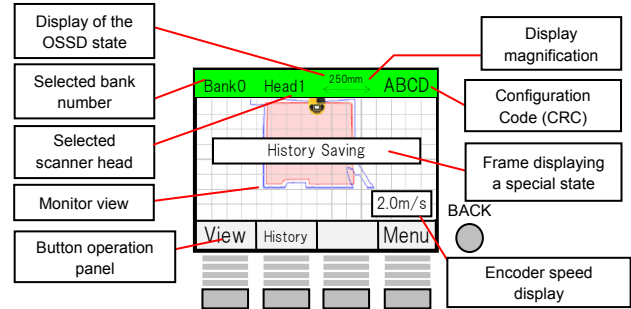 Display of the
OSSD state
Display
magnification
Selected bank
number
Bank0 Head1 250mm ABCD
Configuration
Code (CRC)
Selected
scanner head
History Saving
Frame displaying
a special state
Monitor view
2.0m/s
BACK
Button operation
panel
View History Menu
Encoder speed
display